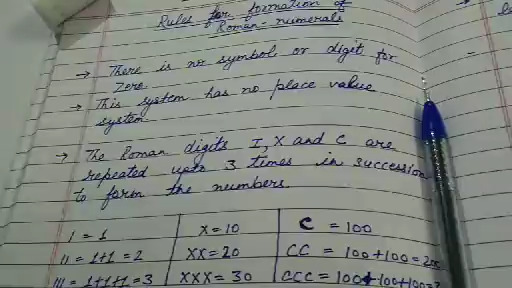 Rules for formation of
Roman-numerals
→ There is no symbol or digit for
zero.
→ This system has no place value
system
→ The Roman digits I, X and C are
repeated upto 3 times in succession
to form the numbers.
I = 1 X = 10 C = 100
II = 1+1 = 2 XX = 20 CC = 100+100 = 200
III = 1+1+1 = 3 XXX = 30 CCC = 100+100+100=